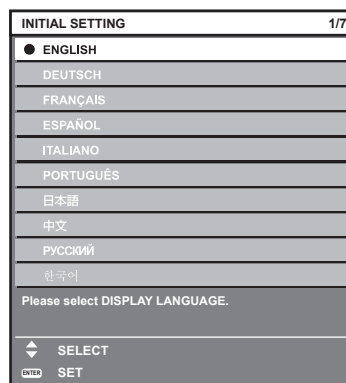 INITIAL SETTING 1/7
ENGLISH
DEUTSCH
FRANÇAIS
ESPAÑOL
ITALIANO
PORTUGUÊS
日本語
中文
РУССКИЙ
한국어
Please select DISPLAY LANGUAGE.
SELECT
ENTER SET